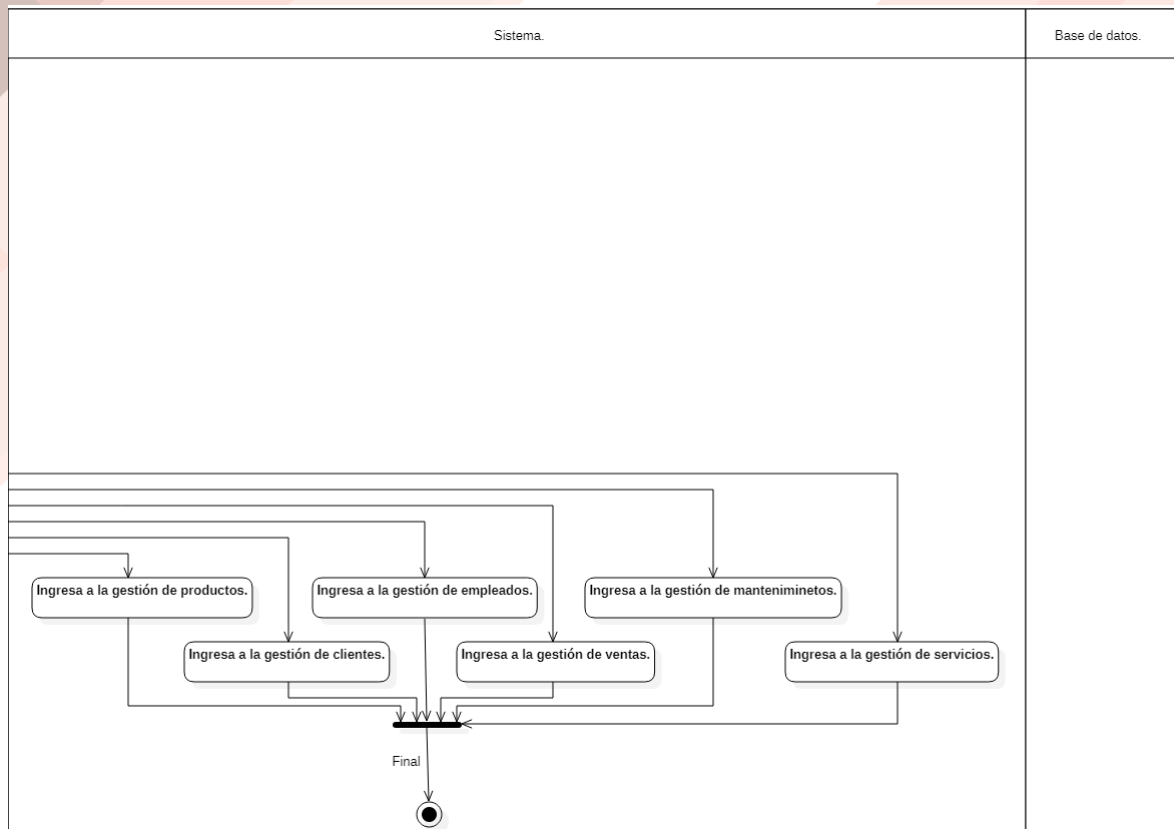 Sistema.
Base de datos.
Ingresa a la gestión de productos.
Ingresa a la gestión de empleados.
Ingresa a la gestión de manteniminetos.
Ingresa a la gestión de clientes.
Ingresa a la gestión de ventas.
Ingresa a la gestión de servicios.
Final